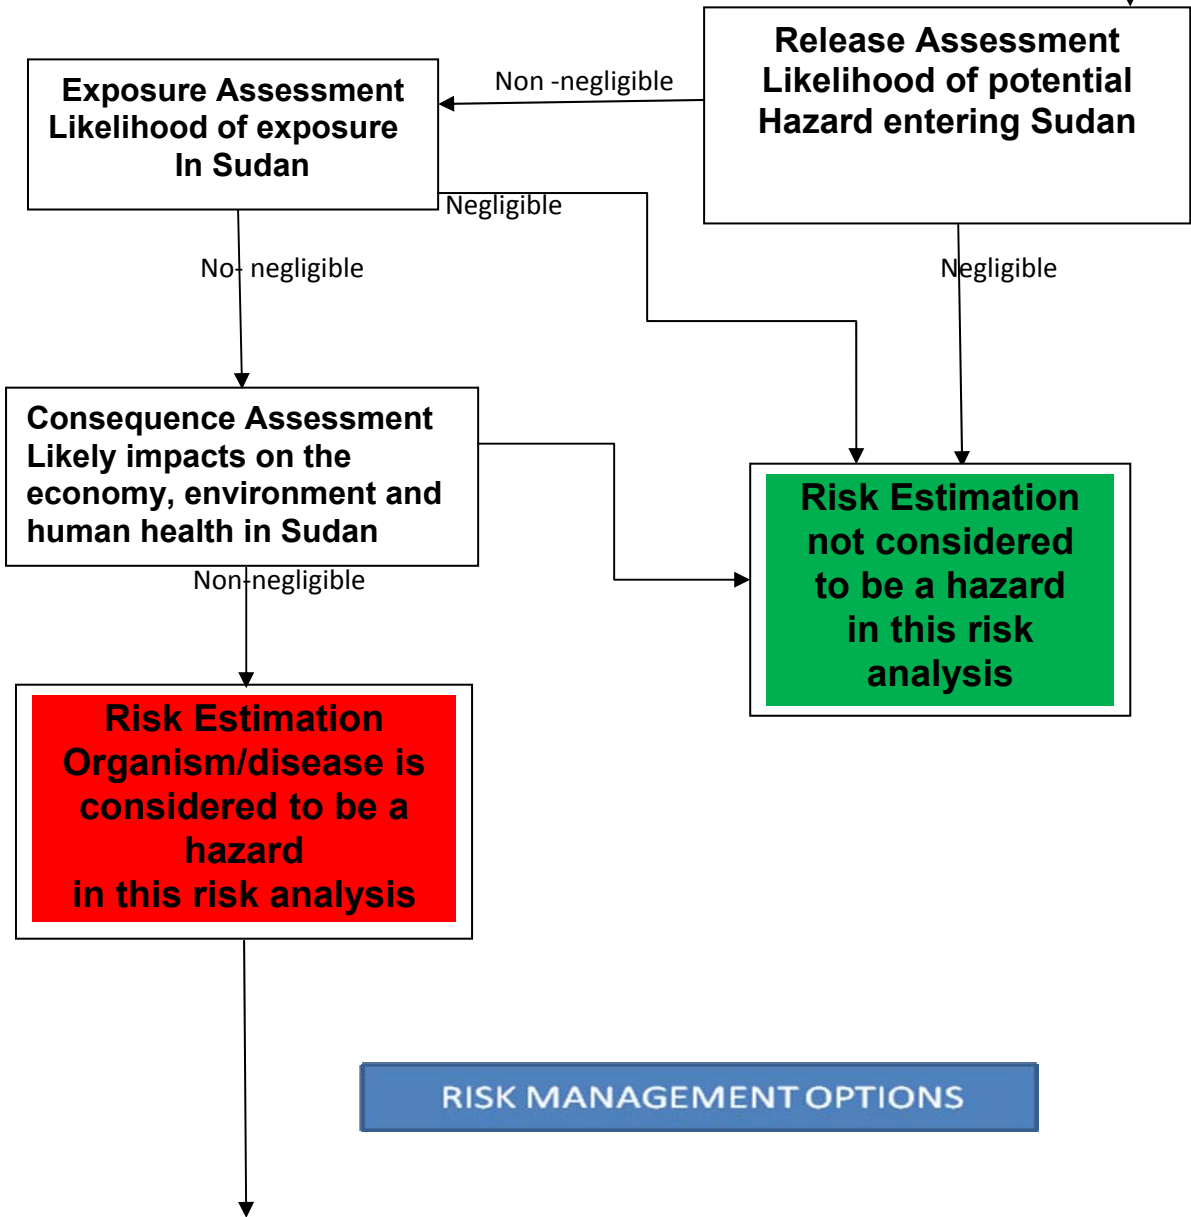 Release Assessment
Likelihood of potential
Hazard entering Sudan
Non -negligible
Exposure Assessment
Likelihood of exposure
In Sudan
Negligible
No- negligible
Negligible
Consequence Assessment
Likely impacts on the
economy, environment and
human health in Sudan
Non-negligible
Risk Estimation
not considered
to be a hazard
in this risk
analysis
Risk Estimation
Organism/disease is
considered to be a
hazard
in this risk analysis
RISK MANAGEMENT OPTIONS